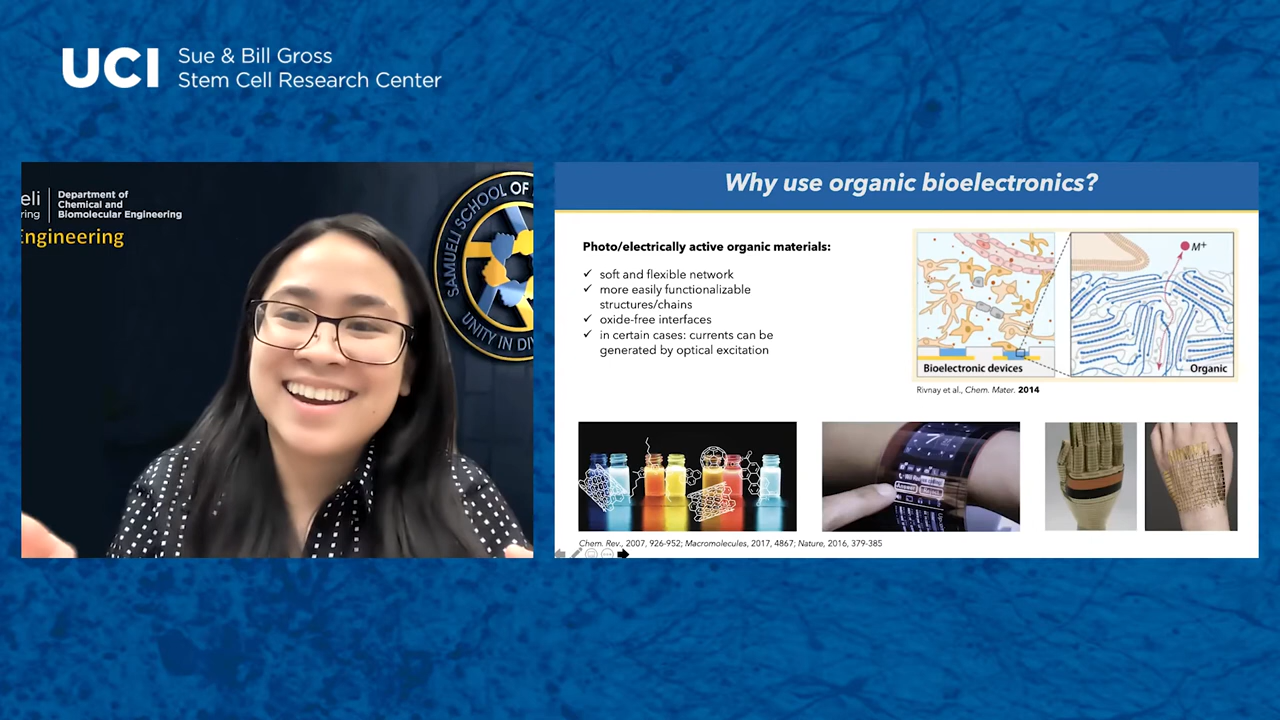 UCI
Sue & Bill Gross
Stem Cell Research Center
eli
ring
Department of
Chemical and
Biomolecular Engineering
Engineering
SAMUELI SCHOOL OF
UNITY IN DI
Why use organic bioelectronics?
Photo/electrically active organic materials:
✓ soft and flexible network
✓ more easily functionalizable
structures/chains
✓ oxide-free interfaces
✓ in certain cases: currents can be
generated by optical excitation
M+
Bioelectronic devices
Organic
Rivnay et al., Chem. Mater. 2014
Chem. Rev., 2007, 926-952; Macromolecules, 2017, 4867; Nature, 2016, 379-385